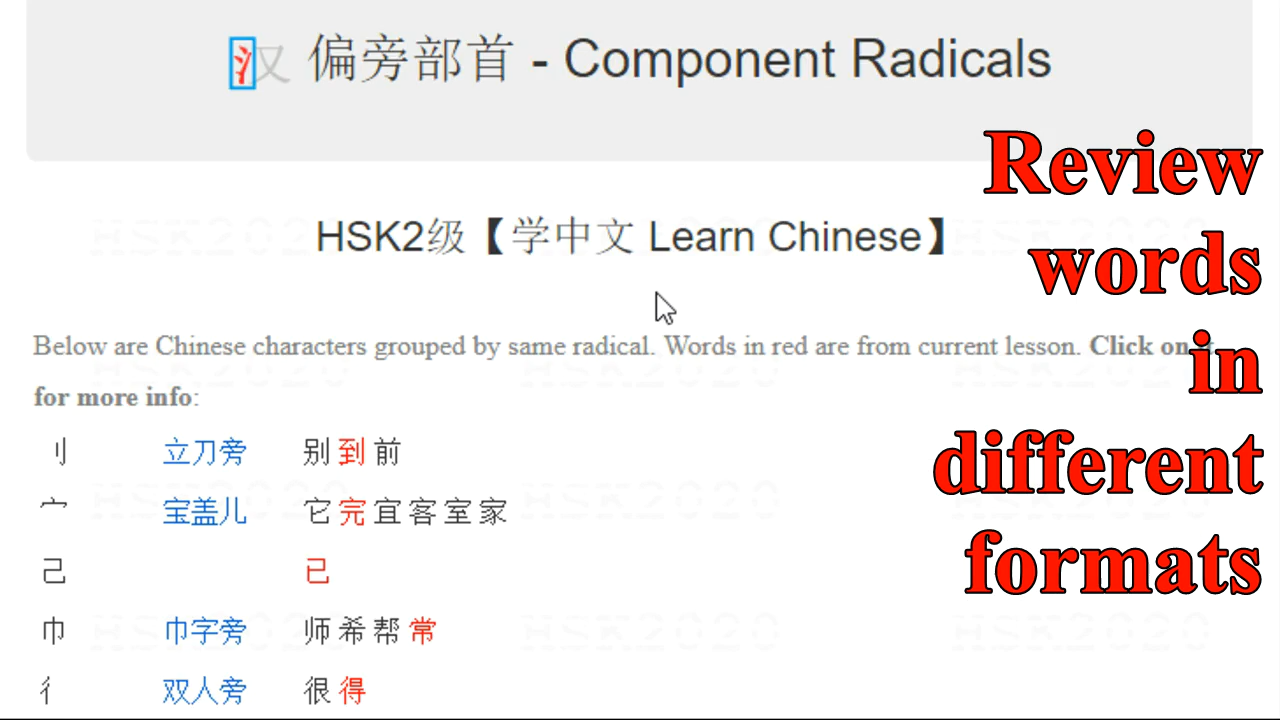 汉 偏旁部首 - Component Radicals
HSK2级【学中文 Learn Chinese】
Below are Chinese characters grouped by same radical. Words in red are from current lesson. Click on it
for more info:
刂 立刀旁 别 到 前
宀 宝盖儿 它 完 宜 客 室 家
己 已
巾 巾字旁 师 希 帮 常
彳 双人旁 很 得
Review
words
in
different
formats
HSK2020